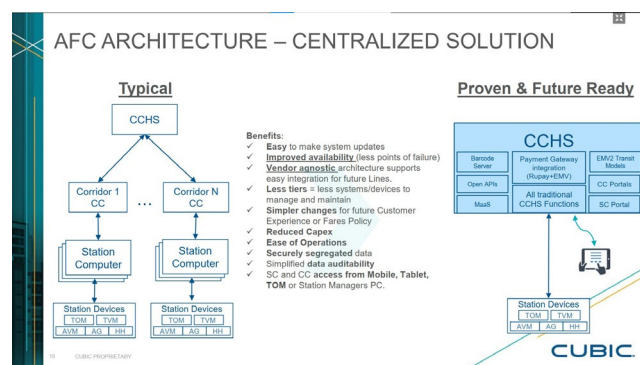 AFC ARCHITECTURE – CENTRALIZED SOLUTION
Typical
CCHS
Corridor 1
CC
...
Corridor N
CC
Station
Computer
Station
Computer
Station Devices
TOM TVM
AVM AG HH
Station Devices
TOM TVM
AVM AG HH
Benefits:
✓ Easy to make system updates
✓ Improved availability (less points of failure)
✓ Vendor agnostic architecture supports
easy integration for future Lines.
✓ Less tiers = less systems/devices to
manage and maintain
✓ Simpler changes for future Customer
Experience or Fares Policy
✓ Reduced Capex
✓ Ease of Operations
✓ Securely segregated data
✓ Simplified data auditability
✓ SC and CC access from Mobile, Tablet,
TOM or Station Managers PC.
Proven & Future Ready
CCHS
Barcode
Server
Payment Gateway
integration
(Rupay+EMV)
EMV2 Transit
Models
Open APIs
CC Portals
MaaS
All traditional
CCHS Functions
SC Portal
Station Devices
TOM TVM
AVM AG HH
CUBIC PROPRIETARY
CUBIC